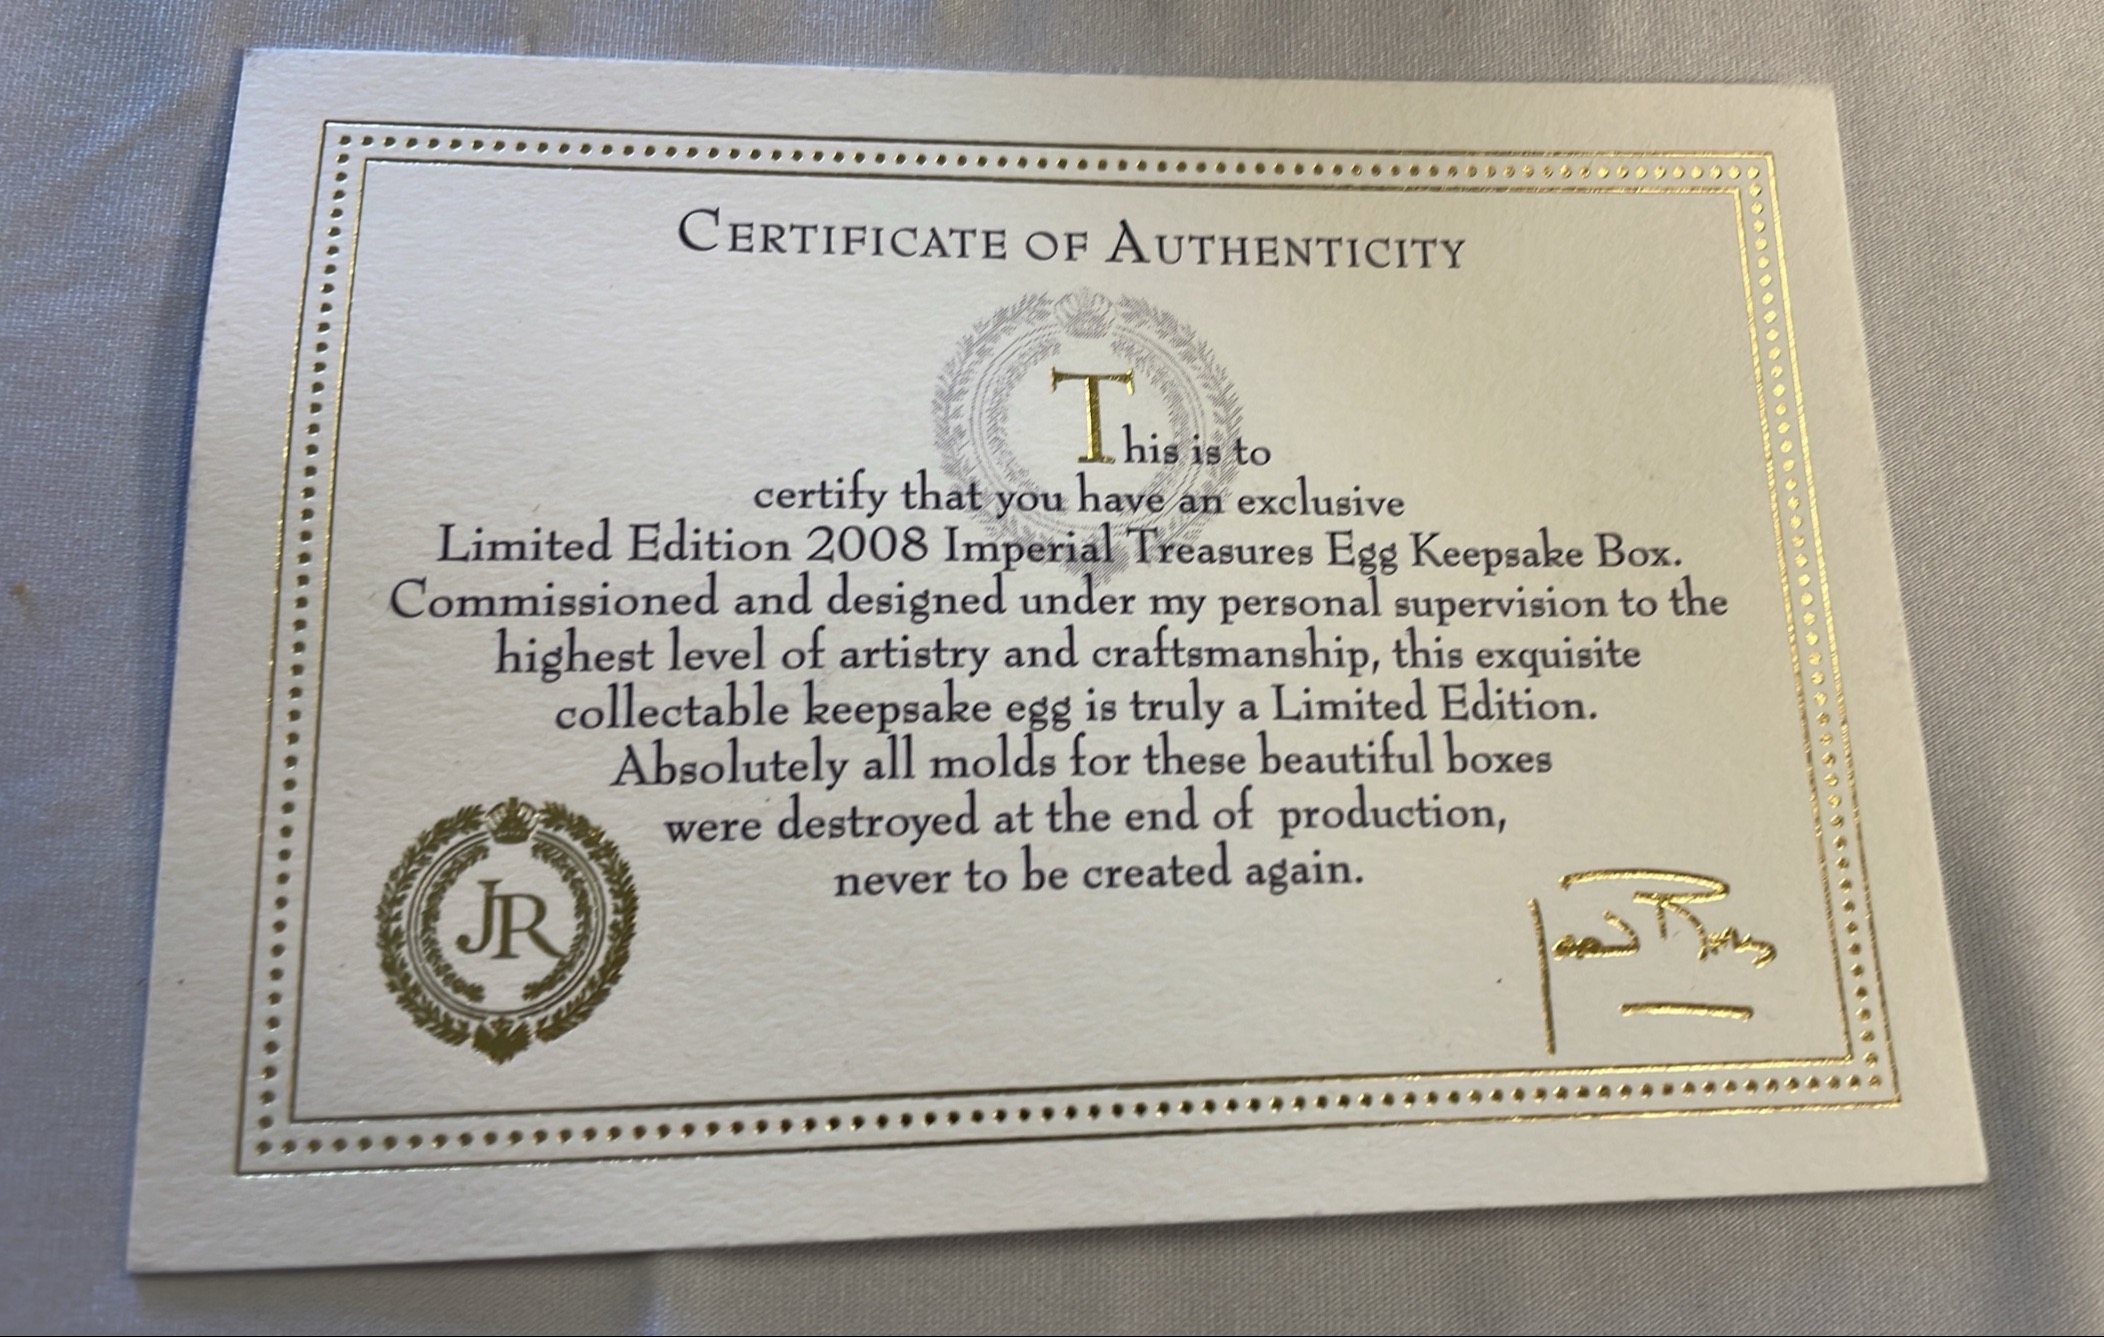 CERTIFICATE OF AUTHENTICITY
This is to
certify that you have an exclusive
Limited Edition 2008 Imperial Treasures Egg Keepsake Box.
Commissioned and designed under my personal supervision to the
highest level of artistry and craftsmanship, this exquisite
collectable keepsake egg is truly a Limited Edition.
Absolutely all molds for these beautiful boxes
were destroyed at the end of production,
never to be created again.
JR